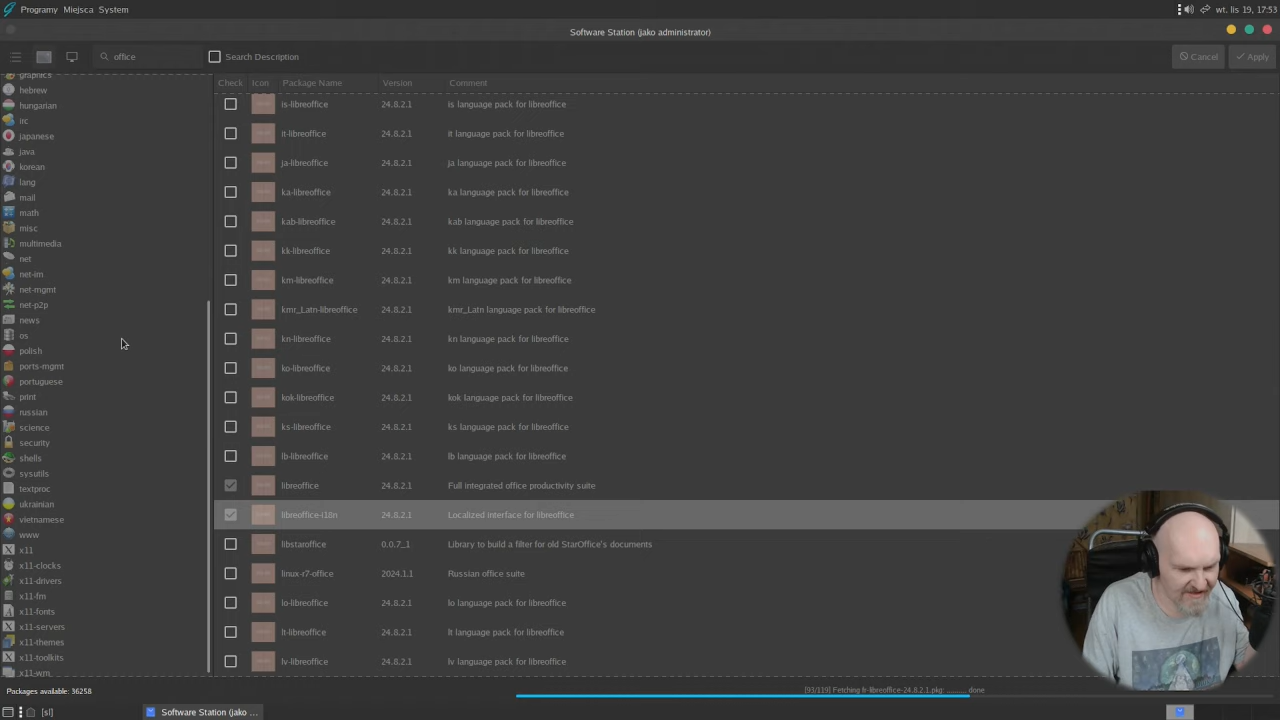 Programy Miejsca System
wt. lis 19, 17:53
Software Station (jako administrator)
office
Search Description
Cancel
Apply
Check Icon Package Name Version Comment
graphics
hebrew
hungarian
irc
japanese
java
korean
lang
mail
math
misc
multimedia
net
net-im
net-mgmt
net-p2p
news
os
polish
ports-mgmt
portuguese
print
russian
science
security
shells
sysutils
textproc
ukrainian
vietnamese
www
x11
x11-clocks
x11-drivers
x11-fm
x11-fonts
x11-servers
x11-themes
x11-toolkits
x11-wm
is-libreoffice 24.8.2.1 is language pack for libreoffice
it-libreoffice 24.8.2.1 it language pack for libreoffice
ja-libreoffice 24.8.2.1 ja language pack for libreoffice
ka-libreoffice 24.8.2.1 ka language pack for libreoffice
kab-libreoffice 24.8.2.1 kab language pack for libreoffice
kk-libreoffice 24.8.2.1 kk language pack for libreoffice
km-libreoffice 24.8.2.1 km language pack for libreoffice
kmr_Latn-libreoffice 24.8.2.1 kmr_Latn language pack for libreoffice
kn-libreoffice 24.8.2.1 kn language pack for libreoffice
ko-libreoffice 24.8.2.1 ko language pack for libreoffice
kok-libreoffice 24.8.2.1 kok language pack for libreoffice
ks-libreoffice 24.8.2.1 ks language pack for libreoffice
lb-libreoffice 24.8.2.1 lb language pack for libreoffice
libreoffice 24.8.2.1 Full integrated office productivity suite
libreoffice-i18n 24.8.2.1 Localized interface for libreoffice
libstaroffice 0.0.7_1 Library to build a filter for old StarOffice's documents
linux-r7-office 2024.1.1 Russian office suite
lo-libreoffice 24.8.2.1 lo language pack for libreoffice
lt-libreoffice 24.8.2.1 lt language pack for libreoffice
lv-libreoffice 24.8.2.1 lv language pack for libreoffice
Packages available: 36258
[93/119] Fetching fr-libreoffice-24.8.2.1.pkg: .......... done
[sl]
Software Station (jako ...